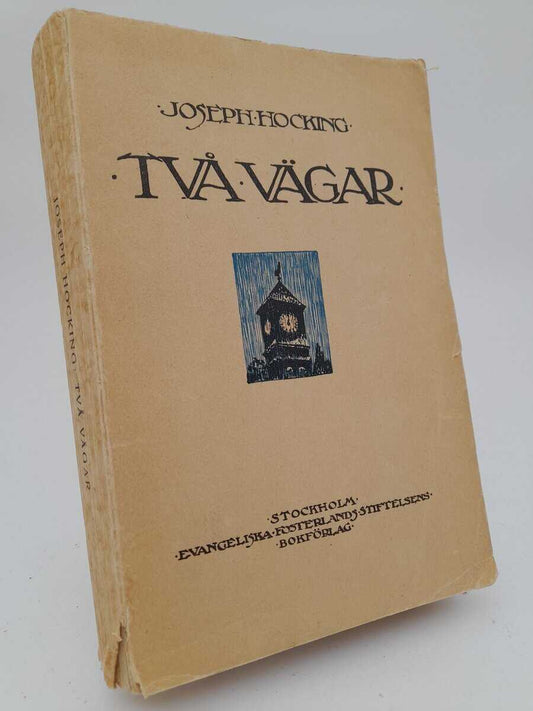 ·JOSEPH·HOCKING·
·TVÅ·VÄGAR·
·STOCKHOLM·
·EVANGELISKA·FOSTERLANDS·STIFTELSENS·
·BOKFÖRLAG·
JOSEPH HOCKING · TVÅ VÄGAR